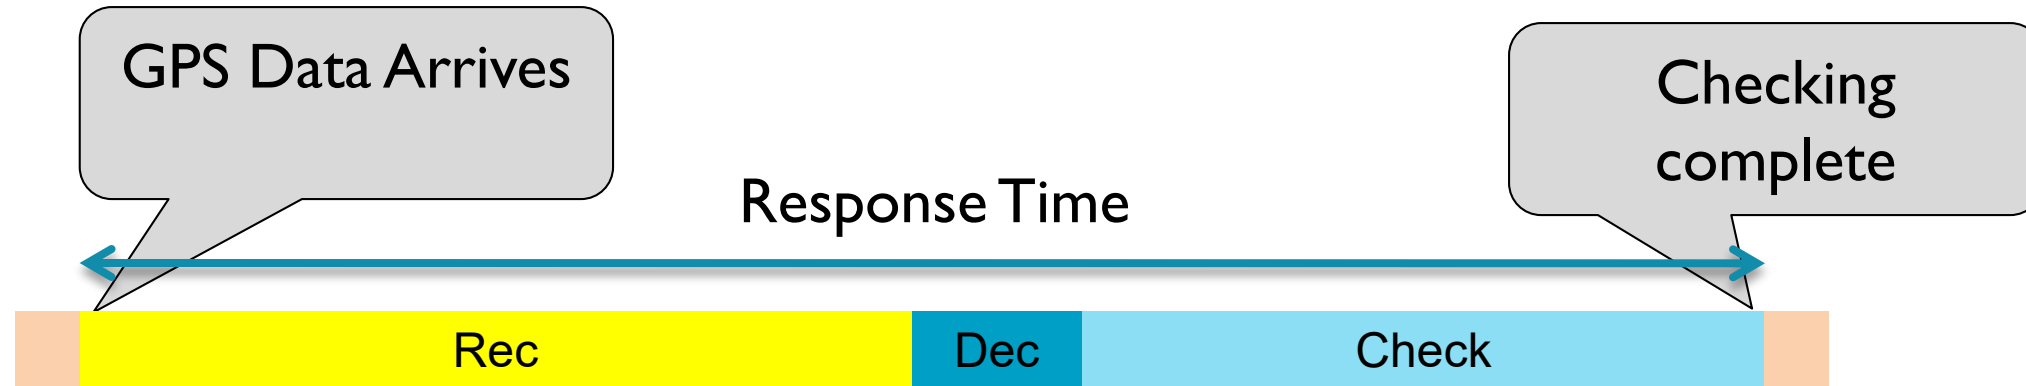 GPS Data Arrives
Checking
complete
Response Time
Rec
Dec
Check